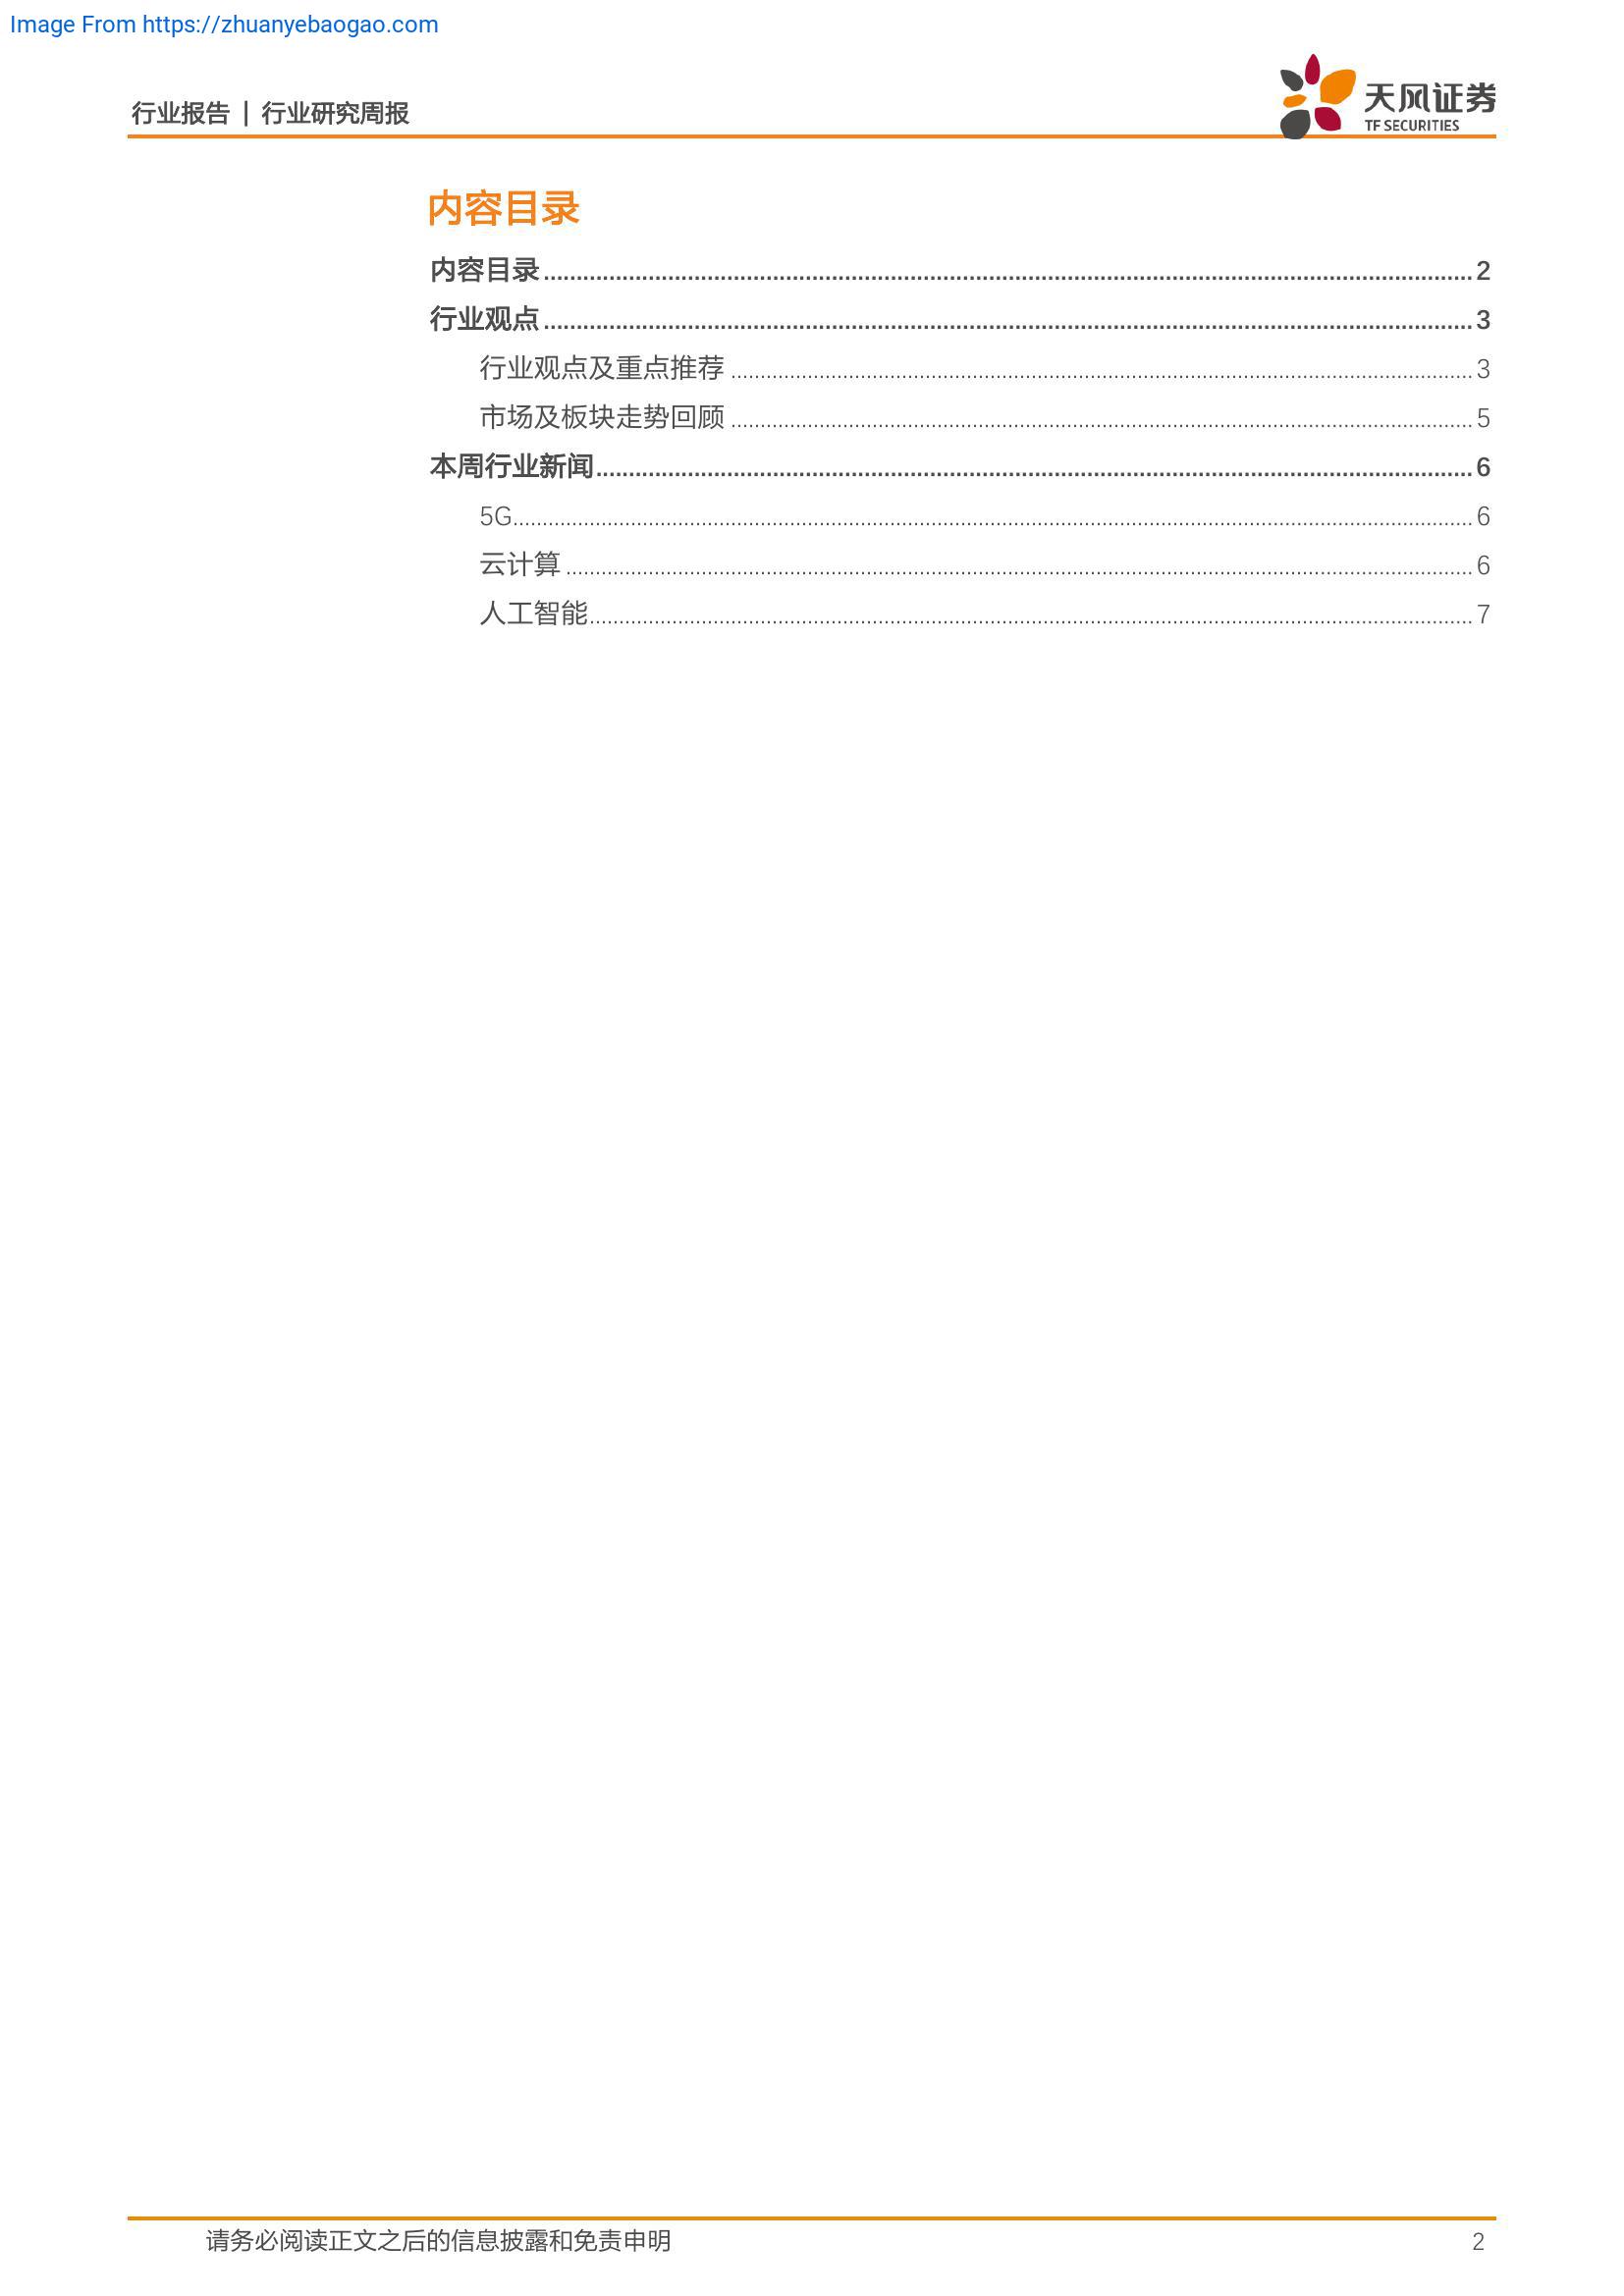 Image From https://zhuanyebaogao.com
行业报告 | 行业研究周报
天风证券
TF SECURITIES
内容目录
内容目录 2
行业观点 3
行业观点及重点推荐 3
市场及板块走势回顾 5
本周行业新闻 6
5G 6
云计算 6
人工智能 7
请务必阅读正文之后的信息披露和免责申明 2